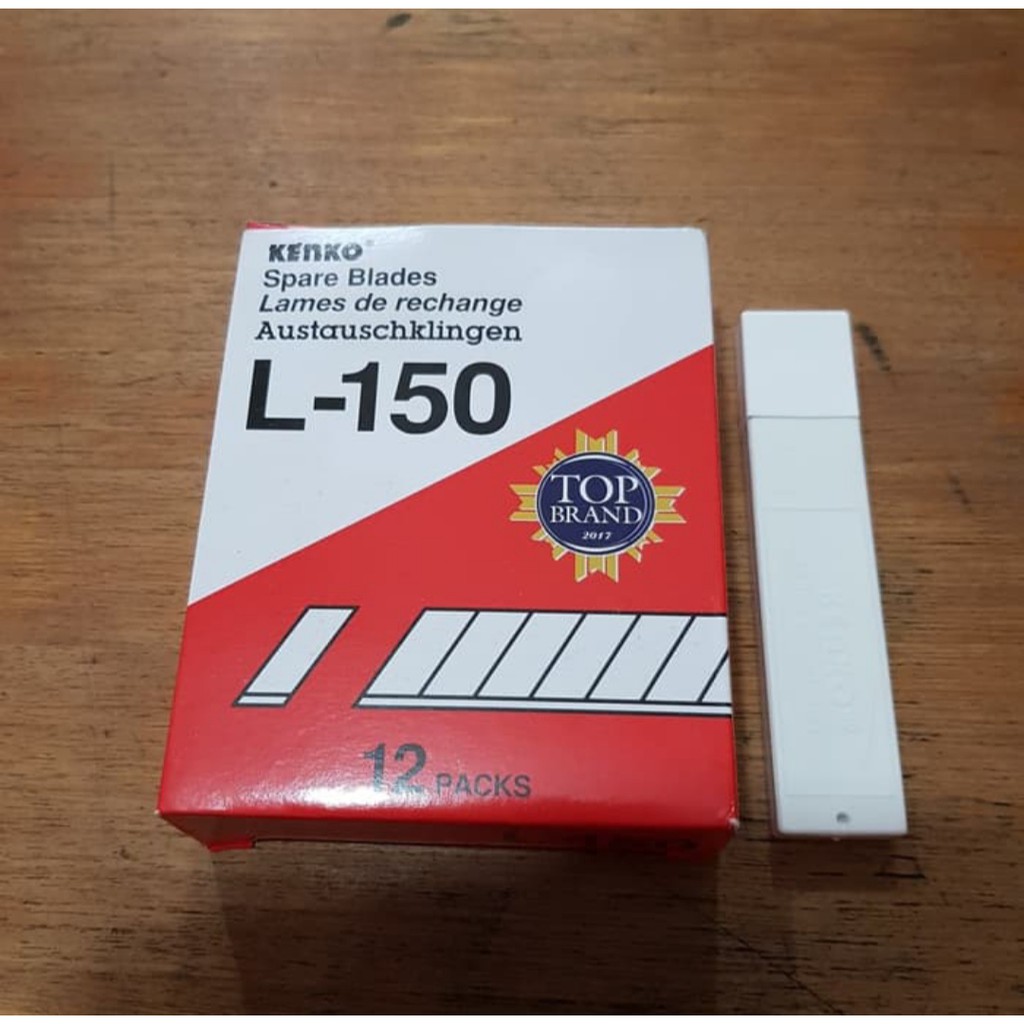 KENKO®
Spare Blades
Lames de rechange
Austauschklingen
L-150
TOP
BRAND
2017
12 PACKS